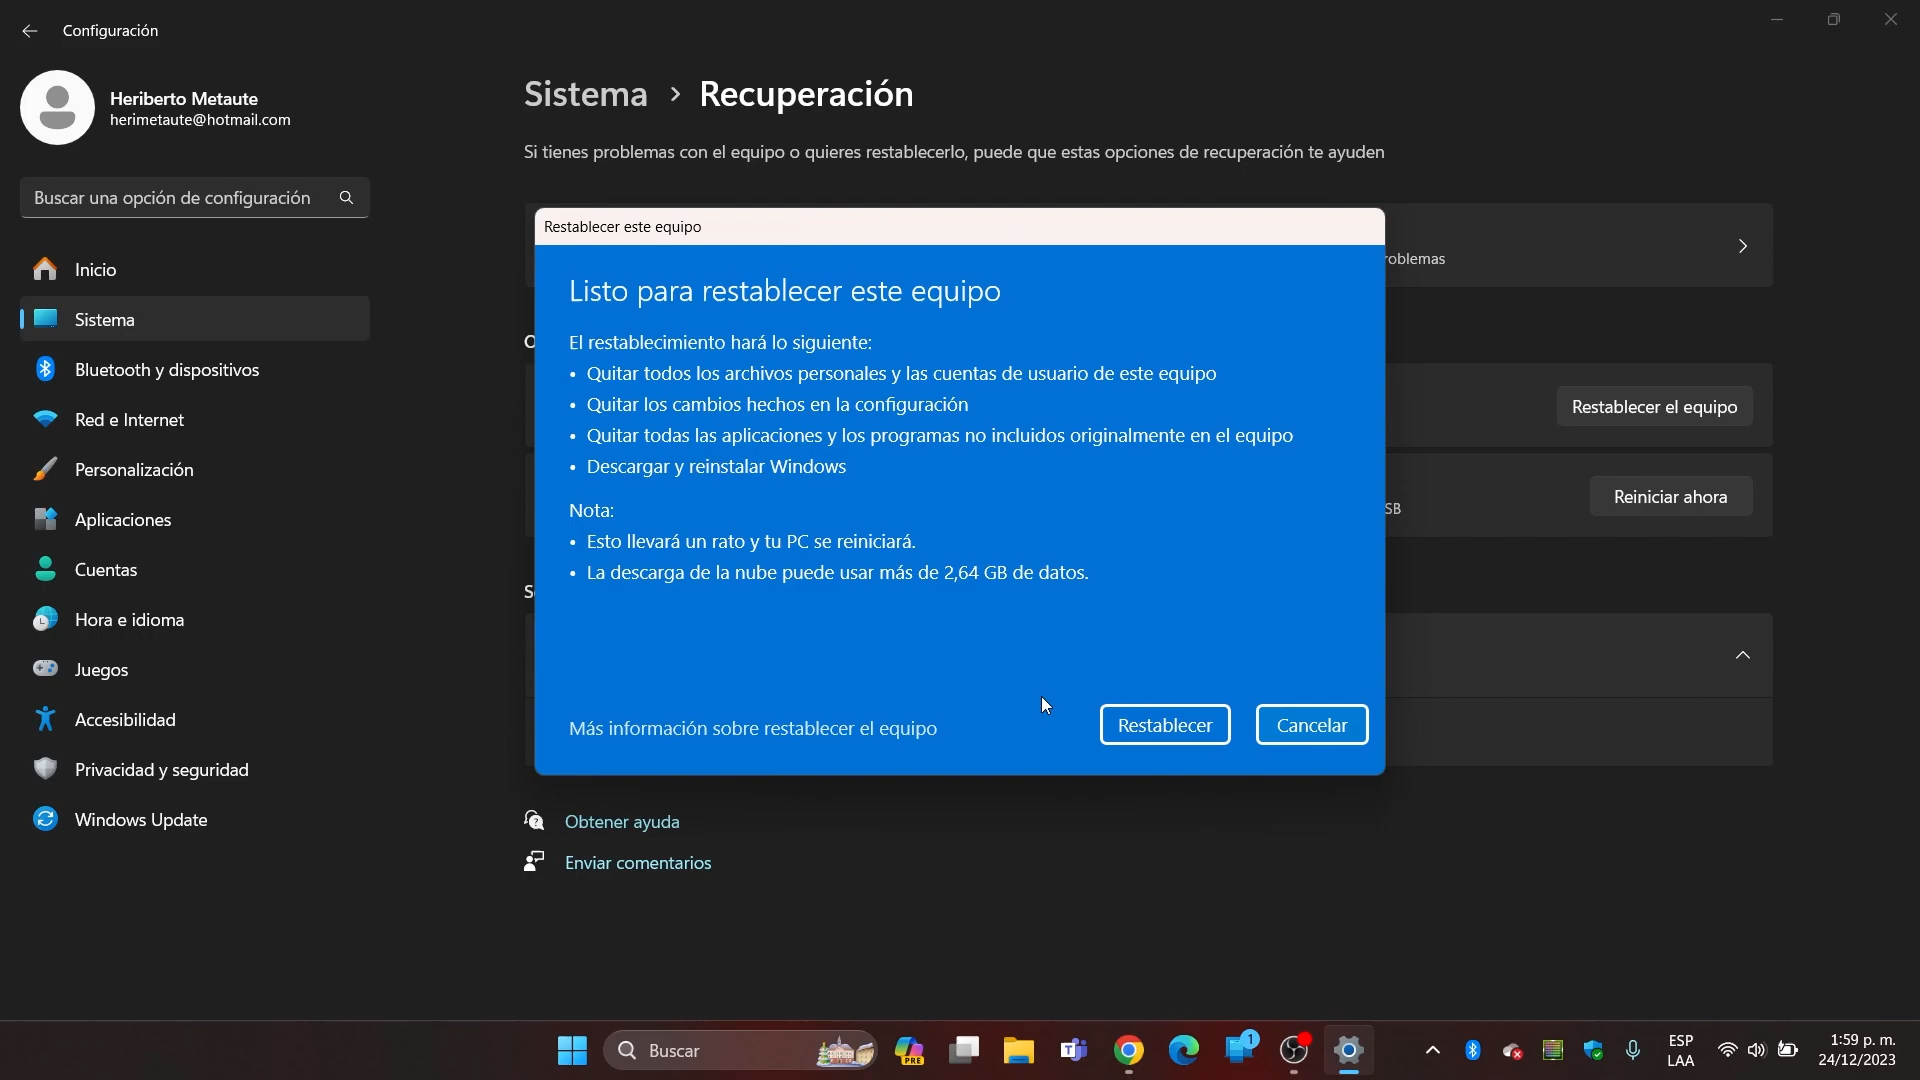 Configuración
Heriberto Metaute
herimetaute@hotmail.com
Buscar una opción de configuración
Inicio
Sistema
Bluetooth y dispositivos
Red e Internet
Personalización
Aplicaciones
Cuentas
Hora e idioma
Juegos
Accesibilidad
Privacidad y seguridad
Windows Update
Sistema > Recuperación
Si tienes problemas con el equipo o quieres restablecerlo, puede que estas opciones de recuperación te ayuden
roblemas
Restablecer el equipo
SB
Reiniciar ahora
Restablecer este equipo
Listo para restablecer este equipo
El restablecimiento hará lo siguiente:
• Quitar todos los archivos personales y las cuentas de usuario de este equipo
• Quitar los cambios hechos en la configuración
• Quitar todas las aplicaciones y los programas no incluidos originalmente en el equipo
• Descargar y reinstalar Windows
Nota:
• Esto llevará un rato y tu PC se reiniciará.
• La descarga de la nube puede usar más de 2,64 GB de datos.
Más información sobre restablecer el equipo
Restablecer
Cancelar
Obtener ayuda
Enviar comentarios
Buscar
PRE
1
ESP
LAA
1:59 p. m.
24/12/2023